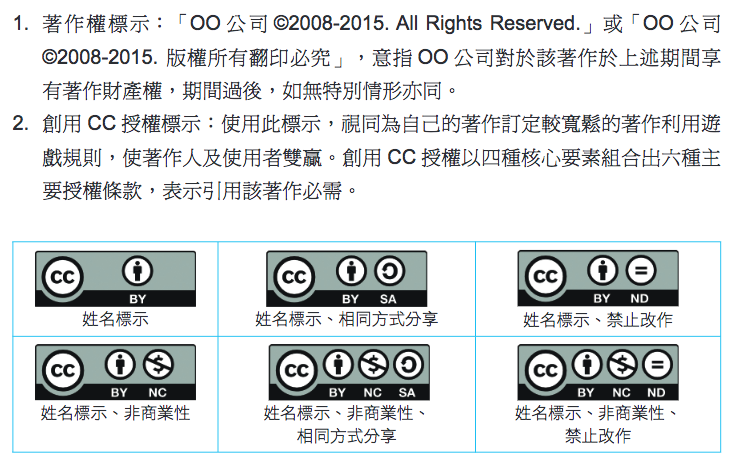 1. 著作權標示：「OO 公司 ©2008-2015. All Rights Reserved.」或「OO 公司
©2008-2015. 版權所有翻印必究」，意指 OO 公司對於該著作於上述期間享
有著作財產權，期間過後，如無特別情形亦同。
2. 創用 CC 授權標示：使用此標示，視同為自己的著作訂定較寬鬆的著作利用遊
戲規則，使著作人及使用者雙贏。創用 CC 授權以四種核心要素組合出六種主
要授權條款，表示引用該著作必需。
cc
BY
姓名標示
cc
BY SA
姓名標示、相同方式分享
cc
BY ND
姓名標示、禁止改作
cc
BY NC
姓名標示、非商業性
cc
BY NC SA
姓名標示、非商業性、
相同方式分享
cc
BY NC ND
姓名標示、非商業性、
禁止改作